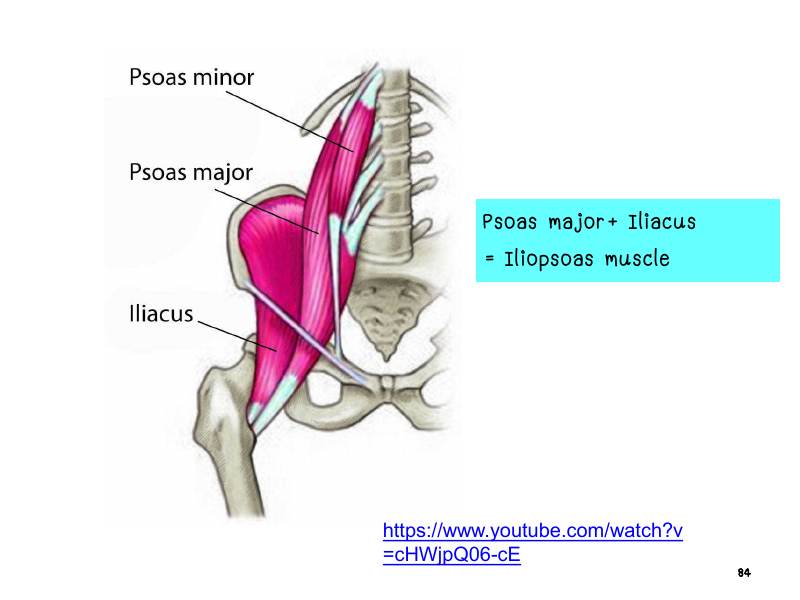 Psoas minor
Psoas major
Iliacus
Psoas major + Iliacus
= Iliopsoas muscle
https://www.youtube.com/watch?v
=cHWjpQ06-cE
84